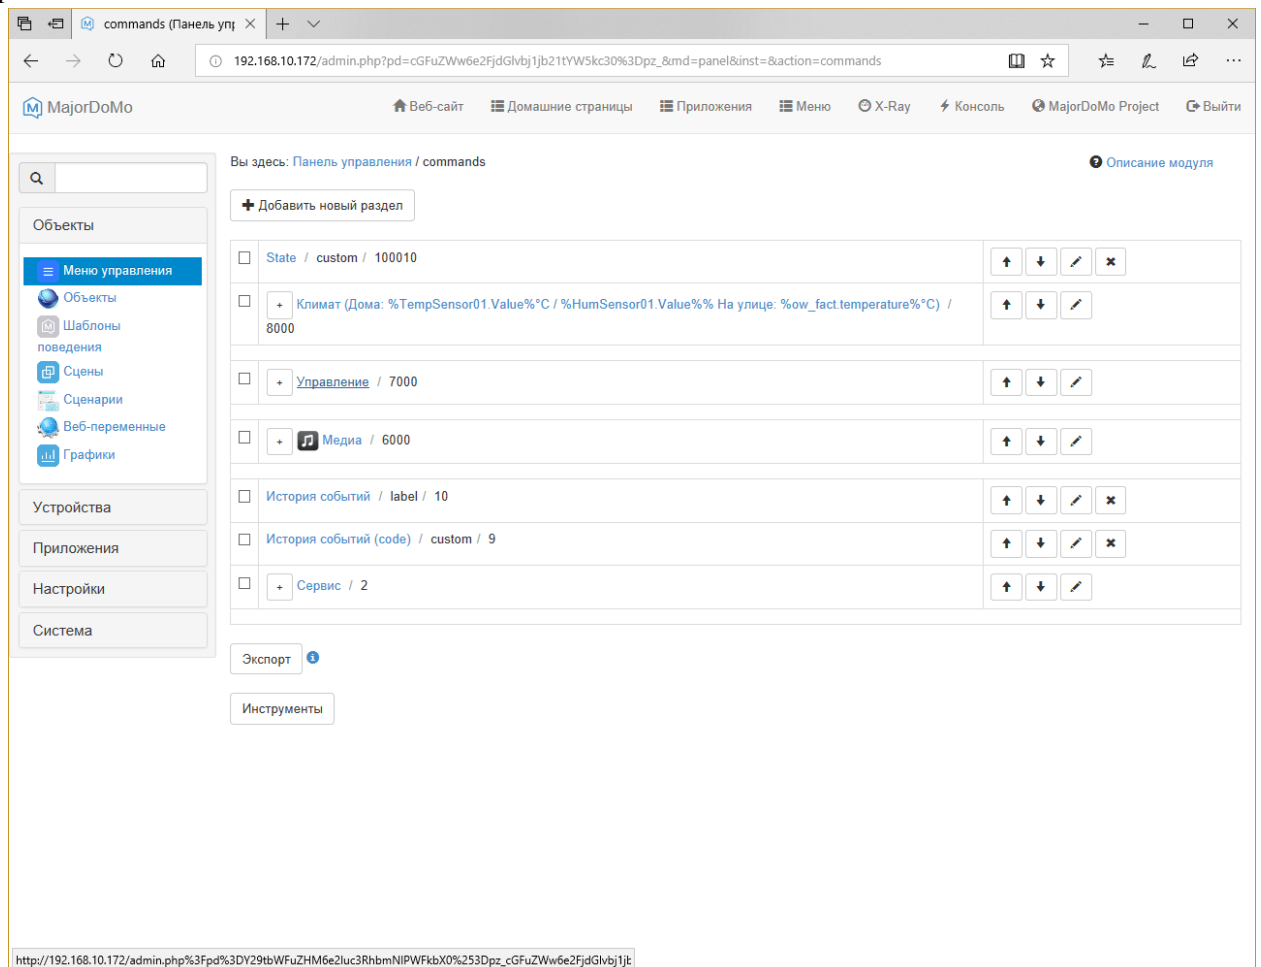 commands (Панель упр
192.168.10.172/admin.php?pd=cGFuZWw6e2FjdGlvbj1jb21tYW5kc30%3Dpz_&md=panel&inst=&action=commands
MajorDoMo Веб-сайт Домашние страницы Приложения Меню X-Ray Консоль MajorDoMo Project Выйти
Вы здесь: Панель управления / commands Описание модуля
Добавить новый раздел
Объекты
Меню управления
Объекты
Шаблоны
поведения
Сцены
Сценарии
Веб-переменные
Графики
Устройства
Приложения
Настройки
Система
State / custom / 100010
+ Климат (Дома: %TempSensor01.Value%°C / %HumSensor01.Value%% На улице: %ow_fact.temperature%°C) /
8000
+ Управление / 7000
+ Медиа / 6000
История событий / label / 10
История событий (code) / custom / 9
+ Сервис / 2
Экспорт
Инструменты
http://192.168.10.172/admin.php%3Fpd%3DY29tbWFuZHM6e2luc3RhbmNlPWFkbX0%253Dpz_cGFuZWw6e2FjdGlvbj1jb